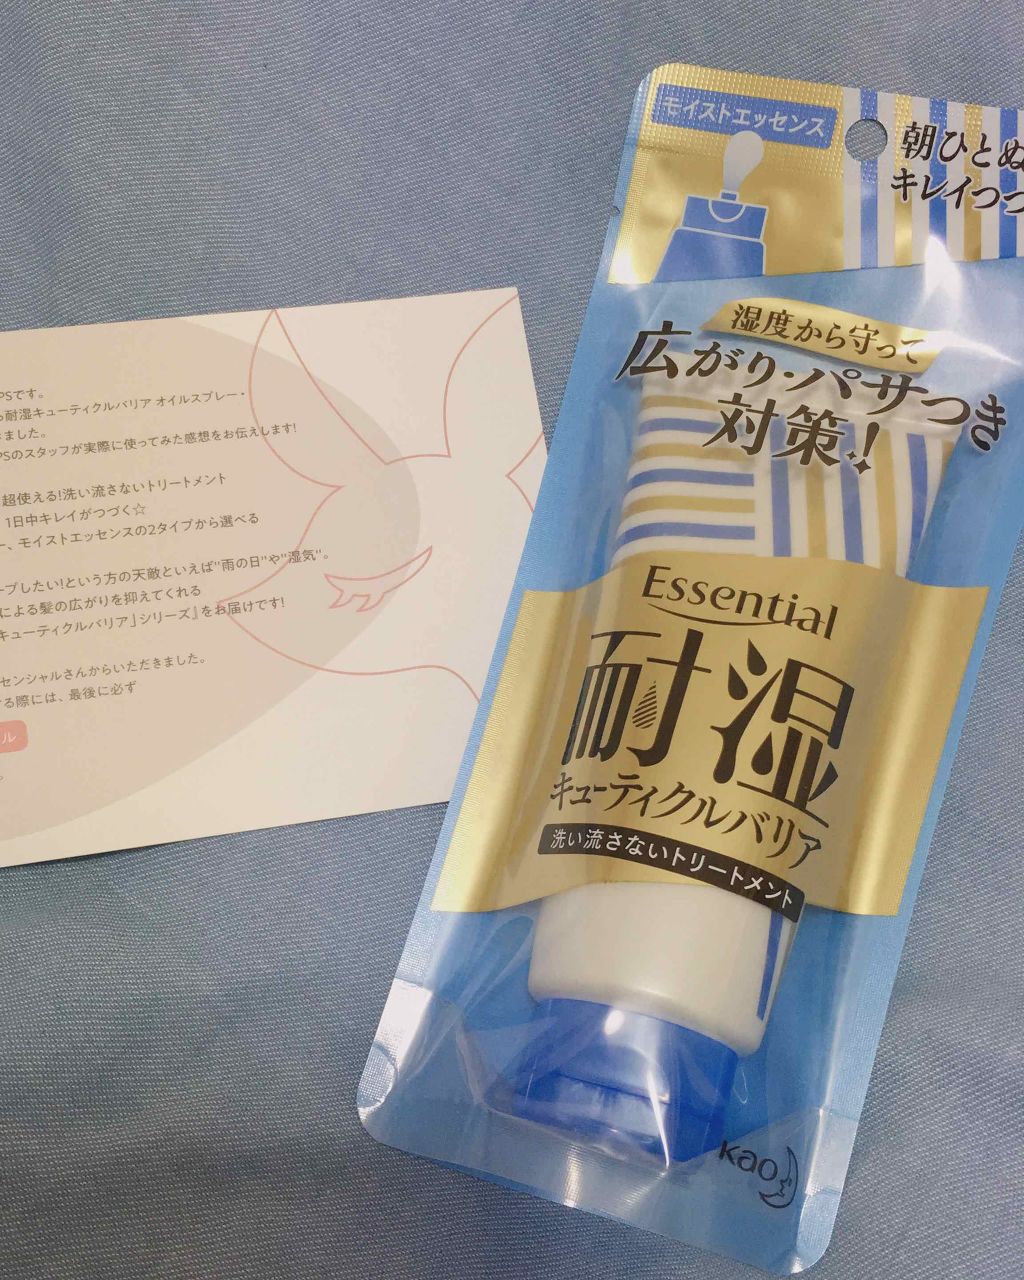 PSです。
耐湿キューティクルバリア オイルスプレー・
きました。
PSのスタッフが実際に使ってみた感想をお伝えします!
超使える!洗い流さないトリートメント
1日中キレイがつづく☆
ー、モイストエッセンスの2タイプから選べる
ープしたい!という方の天敵といえば"雨の日"や"湿気"。
による髪の広がりを抑えてくれる
キューティクルバリア」シリーズ』をお届けです!
センシャルさんからいただきました。
る際には、最後に必ず
ル
モイストエッセンス
朝ひとぬ
キレイつづ
湿度から守って
広がり・パサつき
対策!
Essential
耐湿
キューティクルバリア
洗い流さないトリートメント
Kao